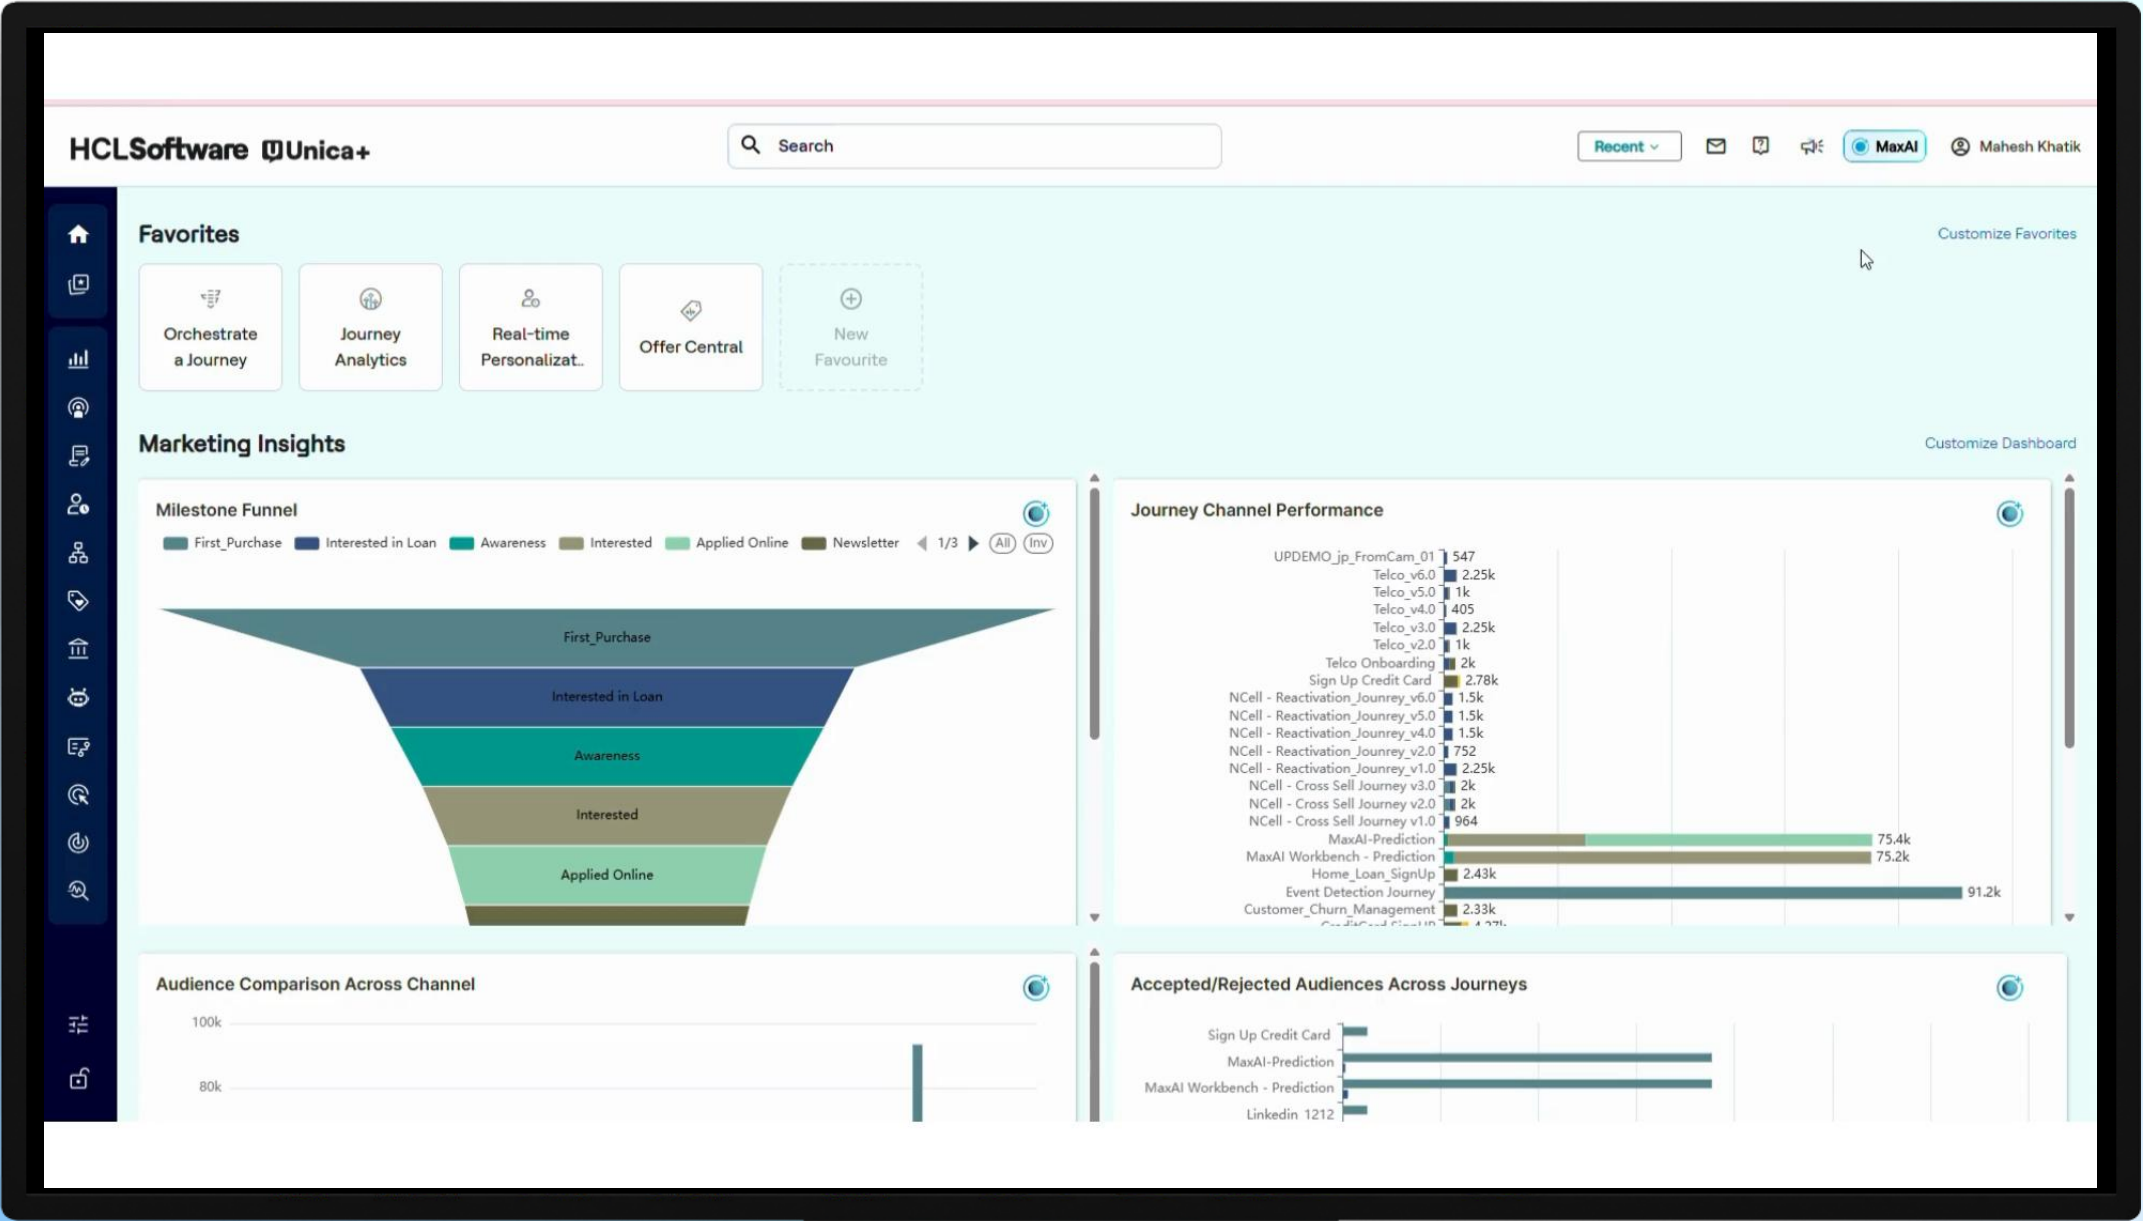 HCLSoftware Unica+
Search
Recent
MaxAI
Mahesh Khatik
Favorites
Customize Favorites
Orchestrate
a Journey
Journey
Analytics
Real-time
Personalizat..
Offer Central
New
Favourite
Marketing Insights
Customize Dashboard
Milestone Funnel
First_Purchase
Interested in Loan
Awareness
Interested
Applied Online
Newsletter
1/3
All
Inv
First_Purchase
Interested in Loan
Awareness
Interested
Applied Online
Journey Channel Performance
UPDEMO_jp_FromCam_01 547
Telco_v6.0 2.25k
Telco_v5.0 1k
Telco_v4.0 405
Telco_v3.0 2.25k
Telco_v2.0 1k
Telco Onboarding 2k
Sign Up Credit Card 2.78k
NCell - Reactivation_Jounrey_v6.0 1.5k
NCell - Reactivation_Jounrey_v5.0 1.5k
NCell - Reactivation_Jounrey_v4.0 1.5k
NCell - Reactivation_Jounrey_v2.0 752
NCell - Reactivation_Jounrey_v1.0 2.25k
NCell - Cross Sell Journey v3.0 2k
NCell - Cross Sell Journey v2.0 2k
NCell - Cross Sell Journey v1.0 964
MaxAI-Prediction 75.4k
MaxAI Workbench - Prediction 75.2k
Home_Loan_SignUp 2.43k
Event Detection Journey 91.2k
Customer_Churn_Management 2.33k
Audience Comparison Across Channel
100k
80k
Accepted/Rejected Audiences Across Journeys
Sign Up Credit Card
MaxAI-Prediction
MaxAI Workbench - Prediction
Linkedin 1212